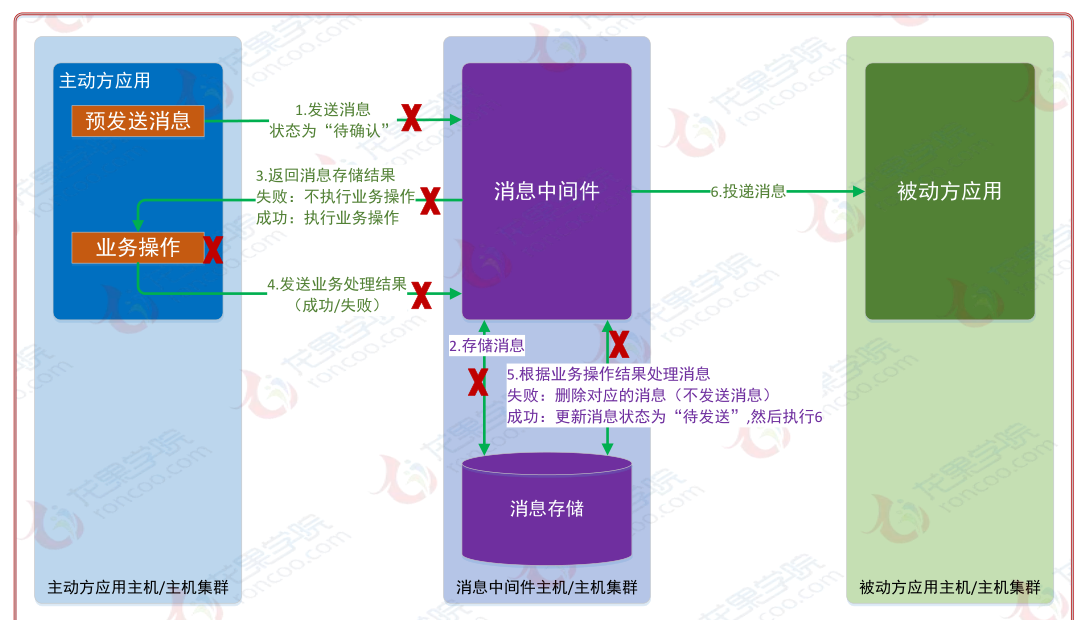 主动方应用
预发送消息
1.发送消息
状态为“待确认”
3.返回消息存储结果
失败：不执行业务操作
成功：执行业务操作
消息中间件
6.投递消息
被动方应用
业务操作
4.发送业务处理结果
（成功/失败）
2.存储消息
5.根据业务操作结果处理消息
失败：删除对应的消息（不发送消息）
成功：更新消息状态为“待发送”,然后执行6
消息存储
主动方应用主机/主机集群
消息中间件主机/主机集群
被动方应用主机/主机集群
龙果学院
roncoo.com